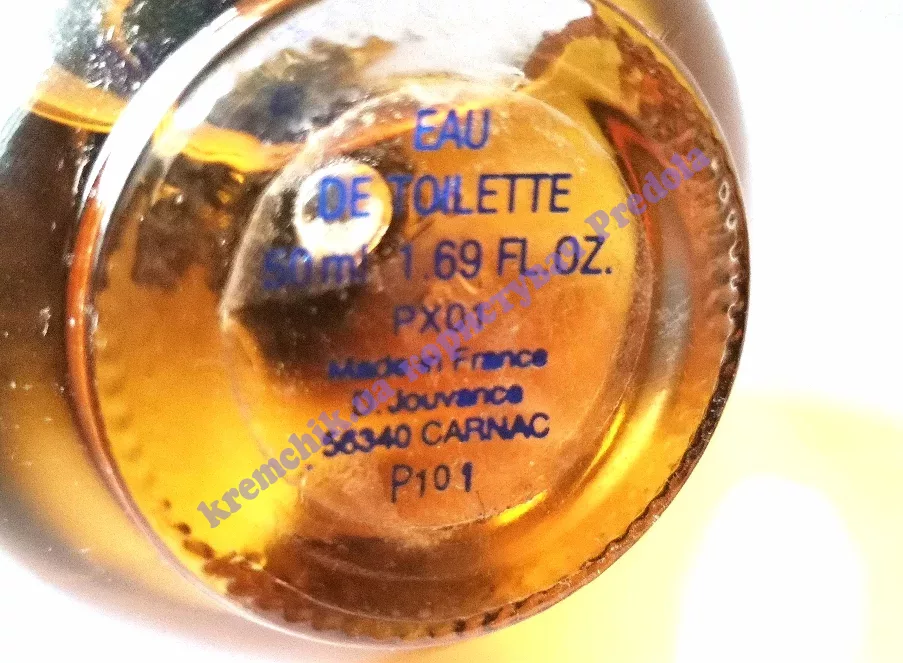 EAU
DE TOILETTE
50 ml 1.69 FL.OZ.
PX01
Made in France
D. Jouvance
56340 CARNAC
P101
kremchik.ua Predola